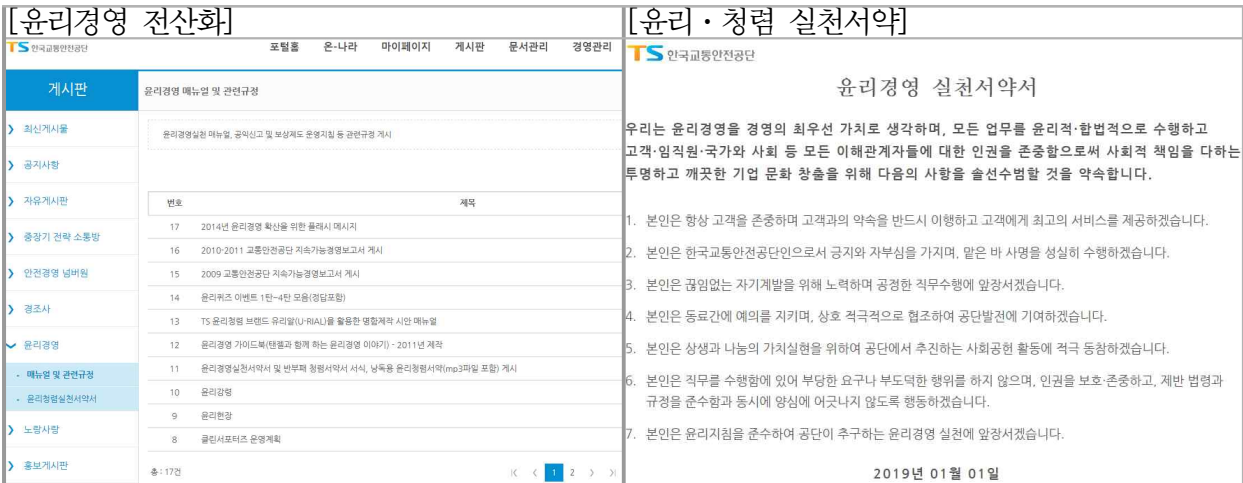 [윤리경영 전산화]
TS 한국교통안전공단
포털홈 온-나라 마이페이지 게시판 문서관리 경영관리
게시판
최신게시물
공지사항
자유게시판
중장기 전략 소통방
안전경영 넘버원
경조사
윤리경영
- 매뉴얼 및 관련규정
- 윤리청렴실천서약서
노랑사랑
홍보게시판
윤리경영 매뉴얼 및 관련규정
윤리경영실천 매뉴얼, 공익신고 및 보상제도 운영지침 등 관련규정 게시
번호 제목
17 2014년 윤리경영 확산을 위한 플래시 메시지
16 2010-2011 교통안전공단 지속가능경영보고서 게시
15 2009 교통안전공단 지속가능경영보고서 게시
14 윤리퀴즈 이벤트 1탄~4탄 모음(정답포함)
13 TS 윤리청렴 브랜드 유리알(U-RIAL)을 활용한 명함제작 시안 매뉴얼
12 윤리경영 가이드북(탠젤과 함께 하는 윤리경영 이야기) - 2011년 제작
11 윤리경영실천서약서 및 반부패 청렴서약서 서식, 낭독용 윤리청렴서약(mp3파일 포함) 게시
10 윤리강령
9 윤리헌장
8 클린서포터즈 운영계획
총 : 17건
1 2
[윤리·청렴 실천서약]
TS 한국교통안전공단
윤리경영 실천서약서
우리는 윤리경영을 경영의 최우선 가치로 생각하며, 모든 업무를 윤리적·합법적으로 수행하고
고객·임직원·국가와 사회 등 모든 이해관계자들에 대한 인권을 존중함으로써 사회적 책임을 다하는
투명하고 깨끗한 기업 문화 창출을 위해 다음의 사항을 솔선수범할 것을 약속합니다.
1. 본인은 항상 고객을 존중하며 고객과의 약속을 반드시 이행하고 고객에게 최고의 서비스를 제공하겠습니다.
2. 본인은 한국교통안전공단인으로서 긍지와 자부심을 가지며, 맡은 바 사명을 성실히 수행하겠습니다.
3. 본인은 끊임없는 자기계발을 위해 노력하며 공정한 직무수행에 앞장서겠습니다.
4. 본인은 동료간에 예의를 지키며, 상호 적극적으로 협조하여 공단발전에 기여하겠습니다.
5. 본인은 상생과 나눔의 가치실현을 위하여 공단에서 추진하는 사회공헌 활동에 적극 동참하겠습니다.
6. 본인은 직무를 수행함에 있어 부당한 요구나 부도덕한 행위를 하지 않으며, 인권을 보호·존중하고, 제반 법령과
규정을 준수함과 동시에 양심에 어긋나지 않도록 행동하겠습니다.
7. 본인은 윤리지침을 준수하여 공단이 추구하는 윤리경영 실천에 앞장서겠습니다.
2019년 01월 01일